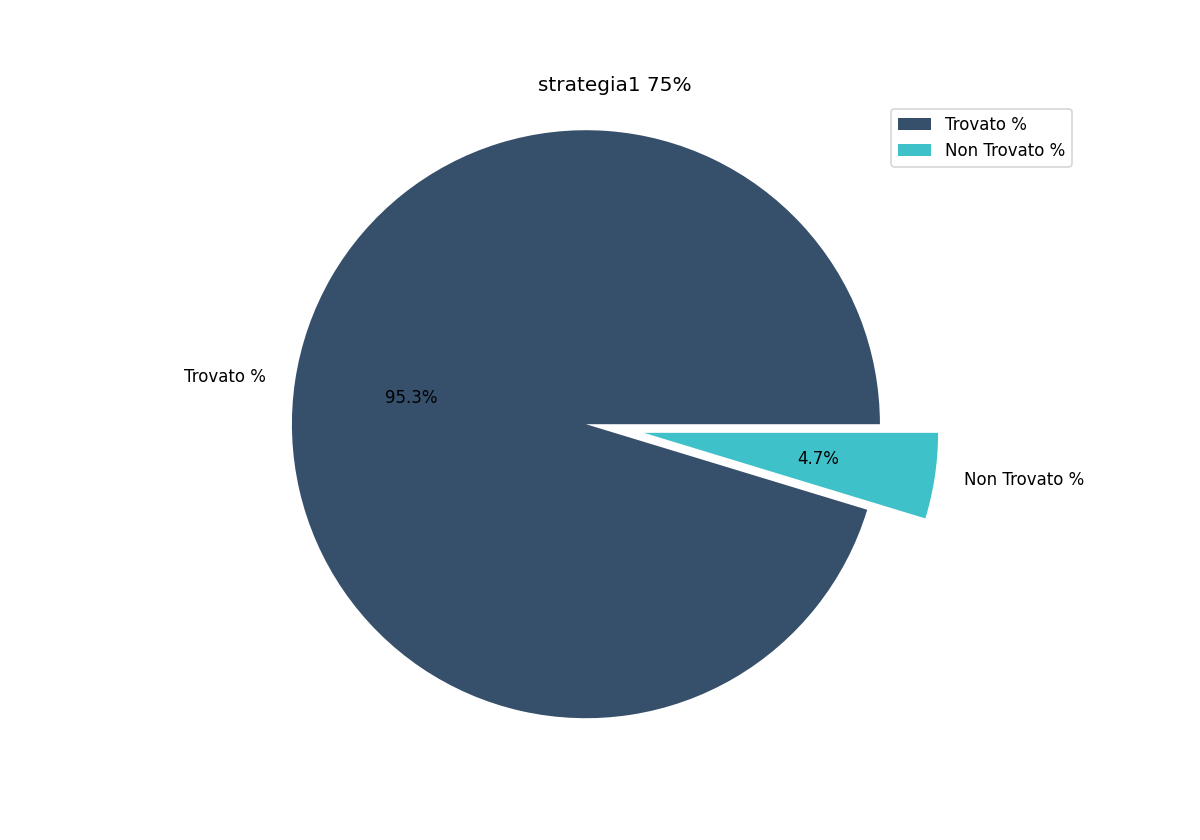 strategia1 75%
Trovato %
Non Trovato %
Trovato %
95.3%
4.7%
Non Trovato %